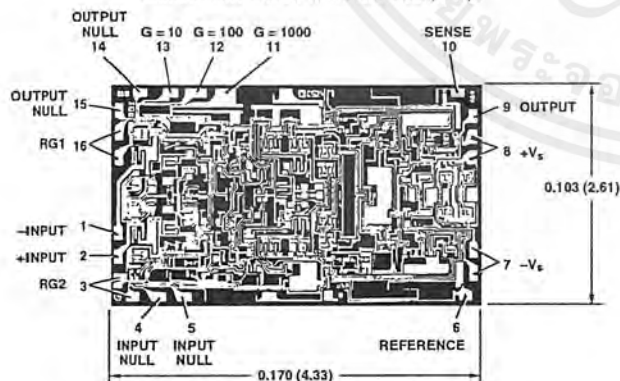 OUTPUT
NULL
14
G = 10
13
G = 100
12
G = 1000
11
SENSE
10
OUTPUT
NULL
15
RG1
16
9 OUTPUT
8 +Vs
0.103 (2.61)
–INPUT
1
+INPUT
2
RG2
3
7 –Vs
4
INPUT
NULL
5
INPUT
NULL
6
REFERENCE
0.170 (4.33)